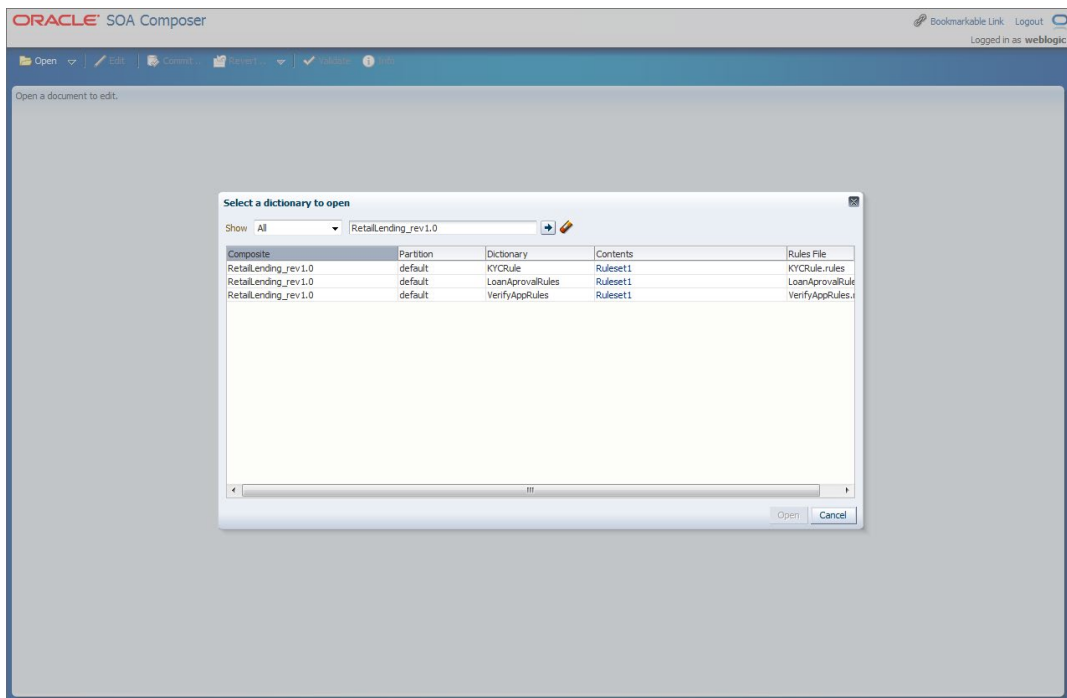 ORACLE SOA Composer
Bookmarkable Link Logout
Logged in as weblogic
Open Edit Commit... Revert... Validate Info
Open a document to edit.
Select a dictionary to open
Show All RetailLending_rev1.0
Composite Partition Dictionary Contents Rules File
RetailLending_rev1.0 default KYCRule Ruleset1 KYCRule.rules
RetailLending_rev1.0 default LoanAprovalRules Ruleset1 LoanAprovalRule
RetailLending_rev1.0 default VerifyAppRules Ruleset1 VerifyAppRules.r
Open Cancel